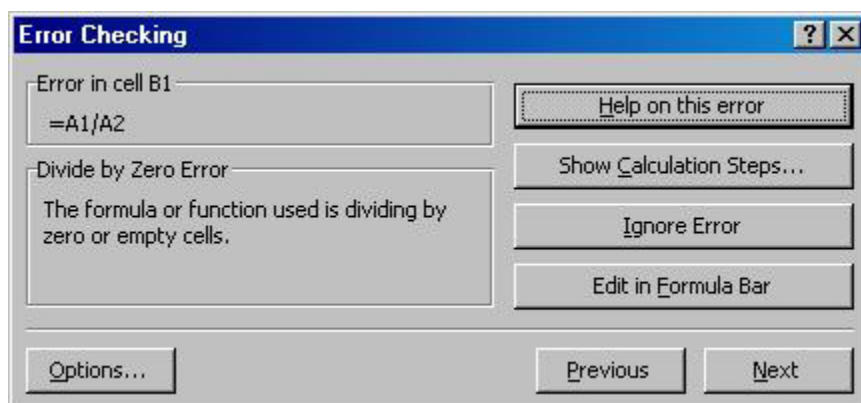 Error Checking
Error in cell B1
=A1/A2
Divide by Zero Error
The formula or function used is dividing by
zero or empty cells.
Help on this error
Show Calculation Steps...
Ignore Error
Edit in Formula Bar
Options...
Previous
Next